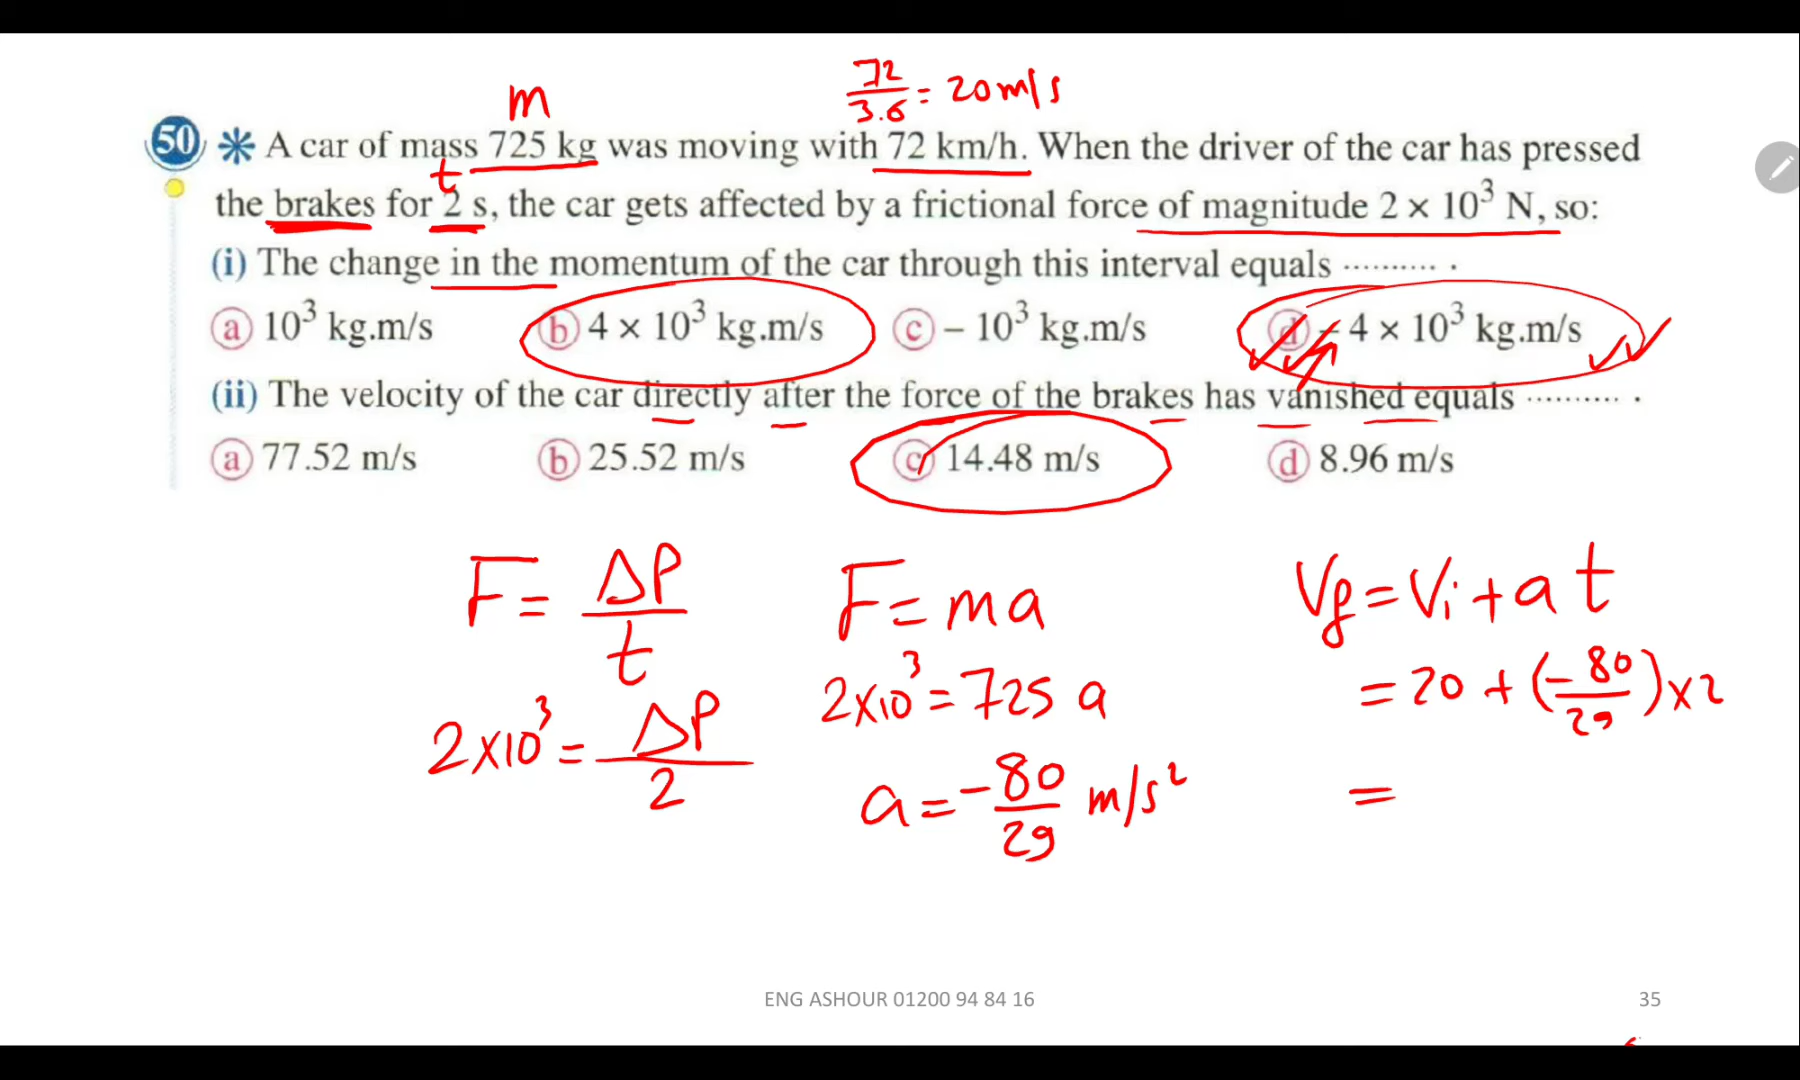 m
72/3.6 = 20 m/s
50 * A car of mass 725 kg was moving with 72 km/h. When the driver of the car has pressed
t
the brakes for 2 s, the car gets affected by a frictional force of magnitude 2 × 10³ N, so:
(i) The change in the momentum of the car through this interval equals .......... .
a 10³ kg.m/s b 4 × 10³ kg.m/s c – 10³ kg.m/s d – 4 × 10³ kg.m/s
(ii) The velocity of the car directly after the force of the brakes has vanished equals .......... .
a 77.52 m/s b 25.52 m/s c 14.48 m/s d 8.96 m/s
F = ΔP/t
2×10³ = ΔP/2
F = ma
2×10³ = 725 a
a = -80/29 m/s²
Vf = Vi + a t
= 20 + (-80/29) × 2
=
ENG ASHOUR 01200 94 84 16
35